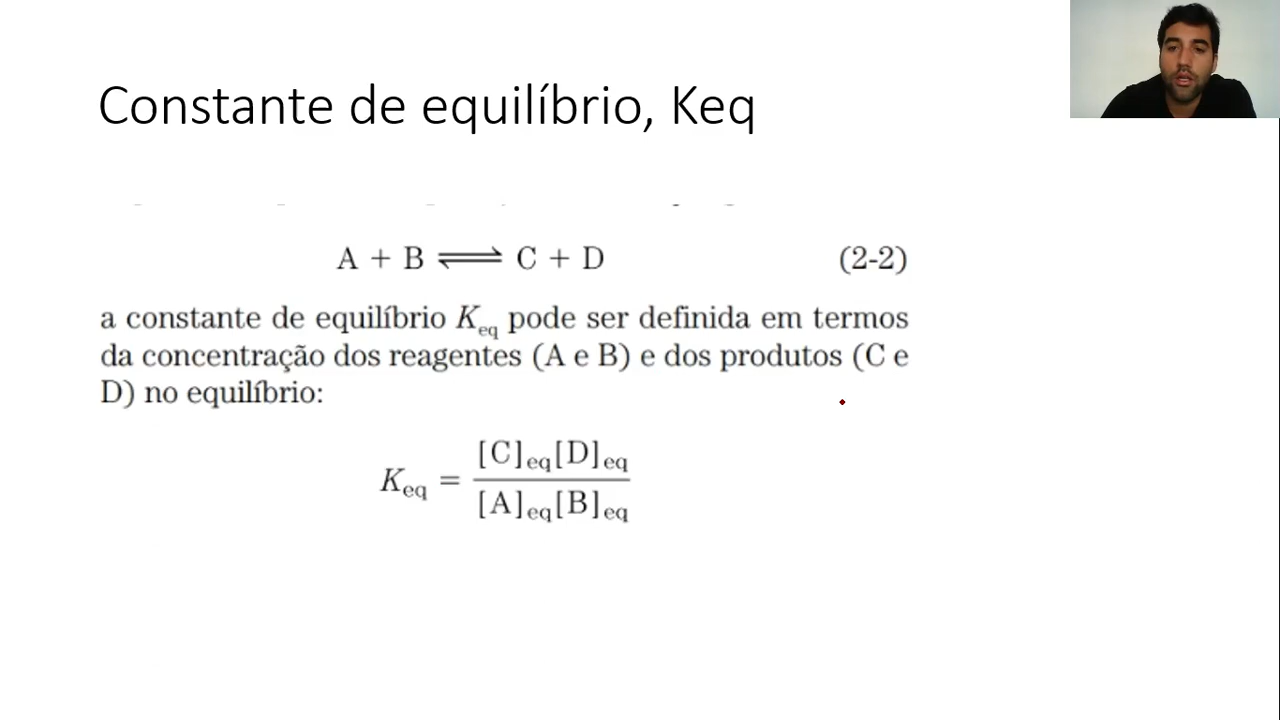 Constante de equilíbrio, Keq
A + B ⇌ C + D (2-2)
a constante de equilíbrio Keq pode ser definida em termos
da concentração dos reagentes (A e B) e dos produtos (C e
D) no equilíbrio:
Keq = [C]eq[D]eq / [A]eq[B]eq